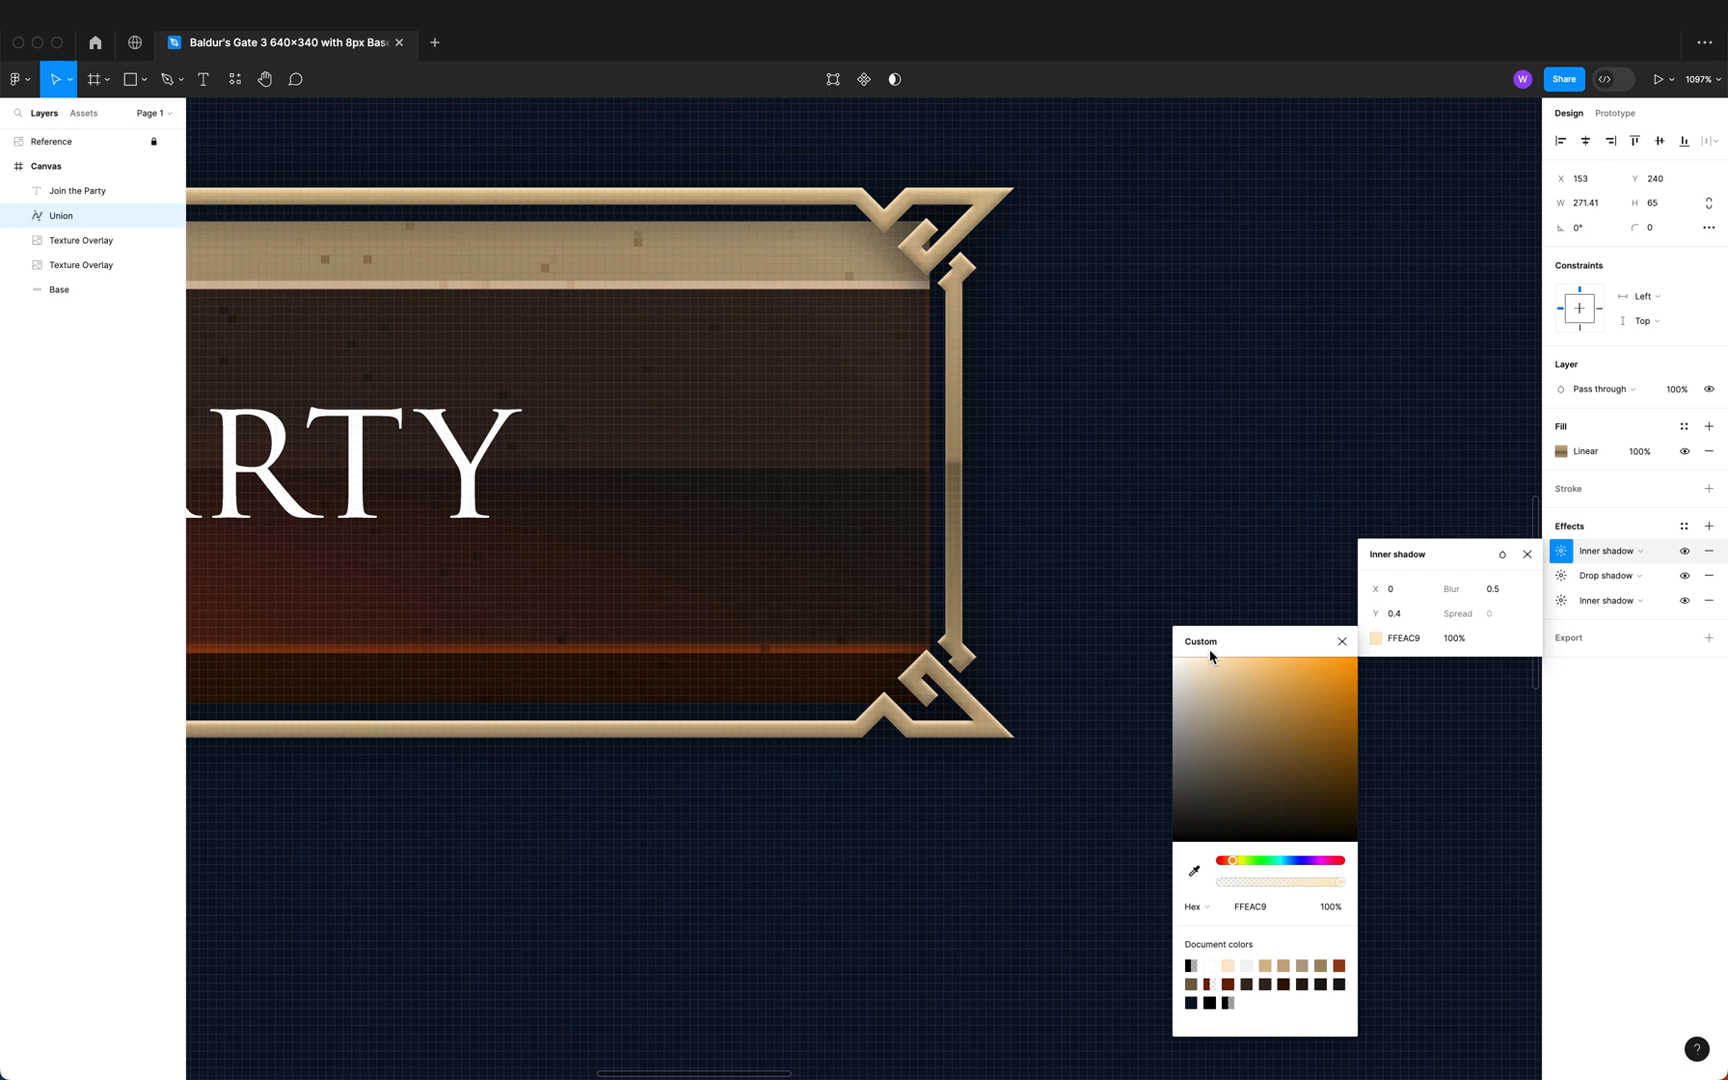 Baldur's Gate 3 640×340 with 8px Bas
W
Share
1097%
Layers
Assets
Page 1
Reference
Canvas
Join the Party
Union
Texture Overlay
Texture Overlay
Base
RTY
Design
Prototype
X 153 Y 240
W 271.41 H 65
0° 0
Constraints
Left
Top
Layer
Pass through 100%
Fill
Linear 100%
Stroke
Effects
Inner shadow
Drop shadow
Inner shadow
Export
Inner shadow
X 0 Blur 0.5
Y 0.4 Spread 0
FFEAC9 100%
Custom
Hex FFEAC9 100%
Document colors
?